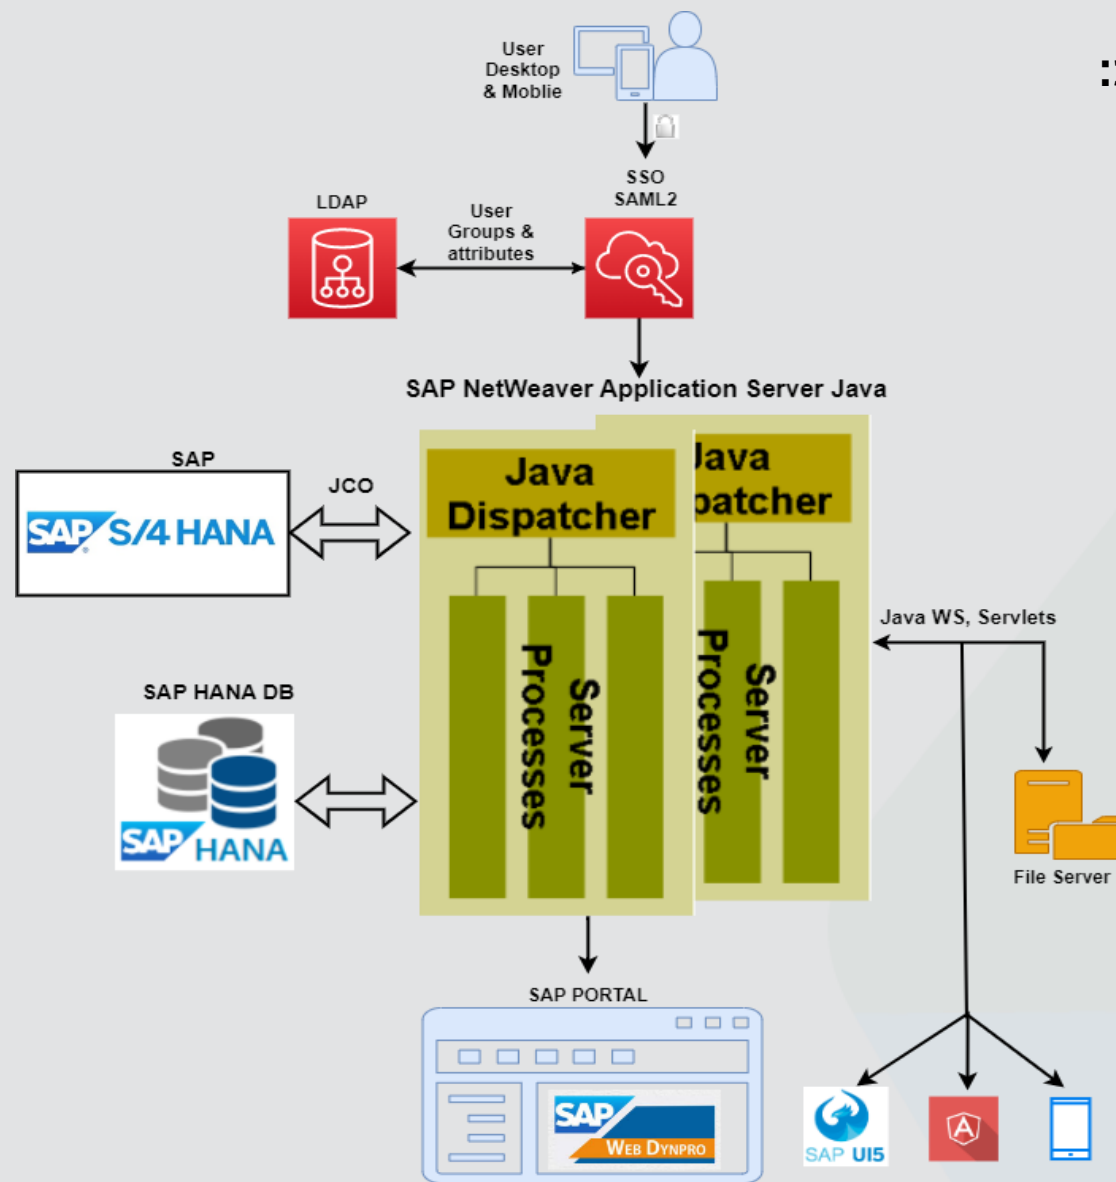 User
Desktop
& Moblie
SSO
SAML2
LDAP
User
Groups &
attributes
SAP NetWeaver Application Server Java
SAP
SAP S/4 HANA
JCO
Java
Dispatcher
Server
Processes
Java
patcher
Server
Processes
Java WS, Servlets
SAP HANA DB
SAP HANA
File Server
SAP PORTAL
SAP
WEB DYNPRO
SAP UI5
A